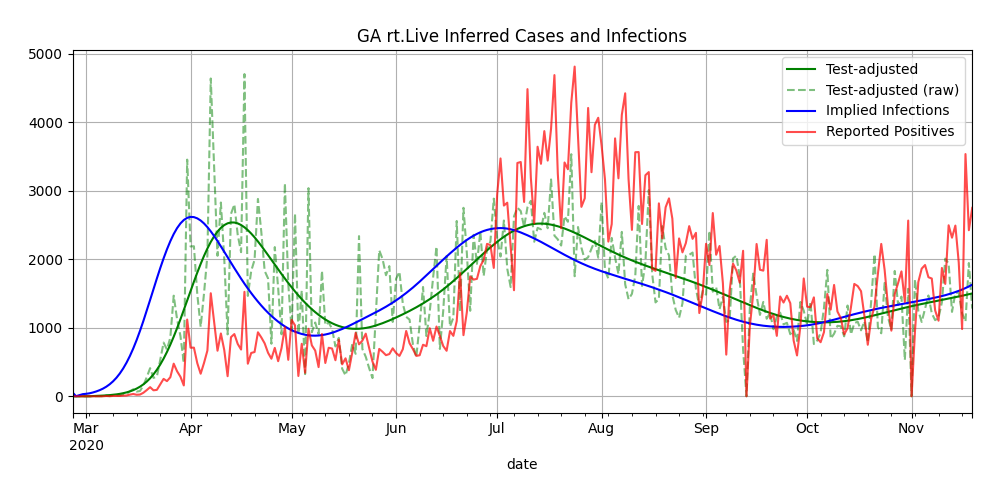 GA rt.Live Inferred Cases and Infections
5000
4000
3000
2000
1000
0
Test-adjusted
Test-adjusted (raw)
Implied Infections
Reported Positives
Mar Apr May Jun Jul Aug Sep Oct Nov
2020
date